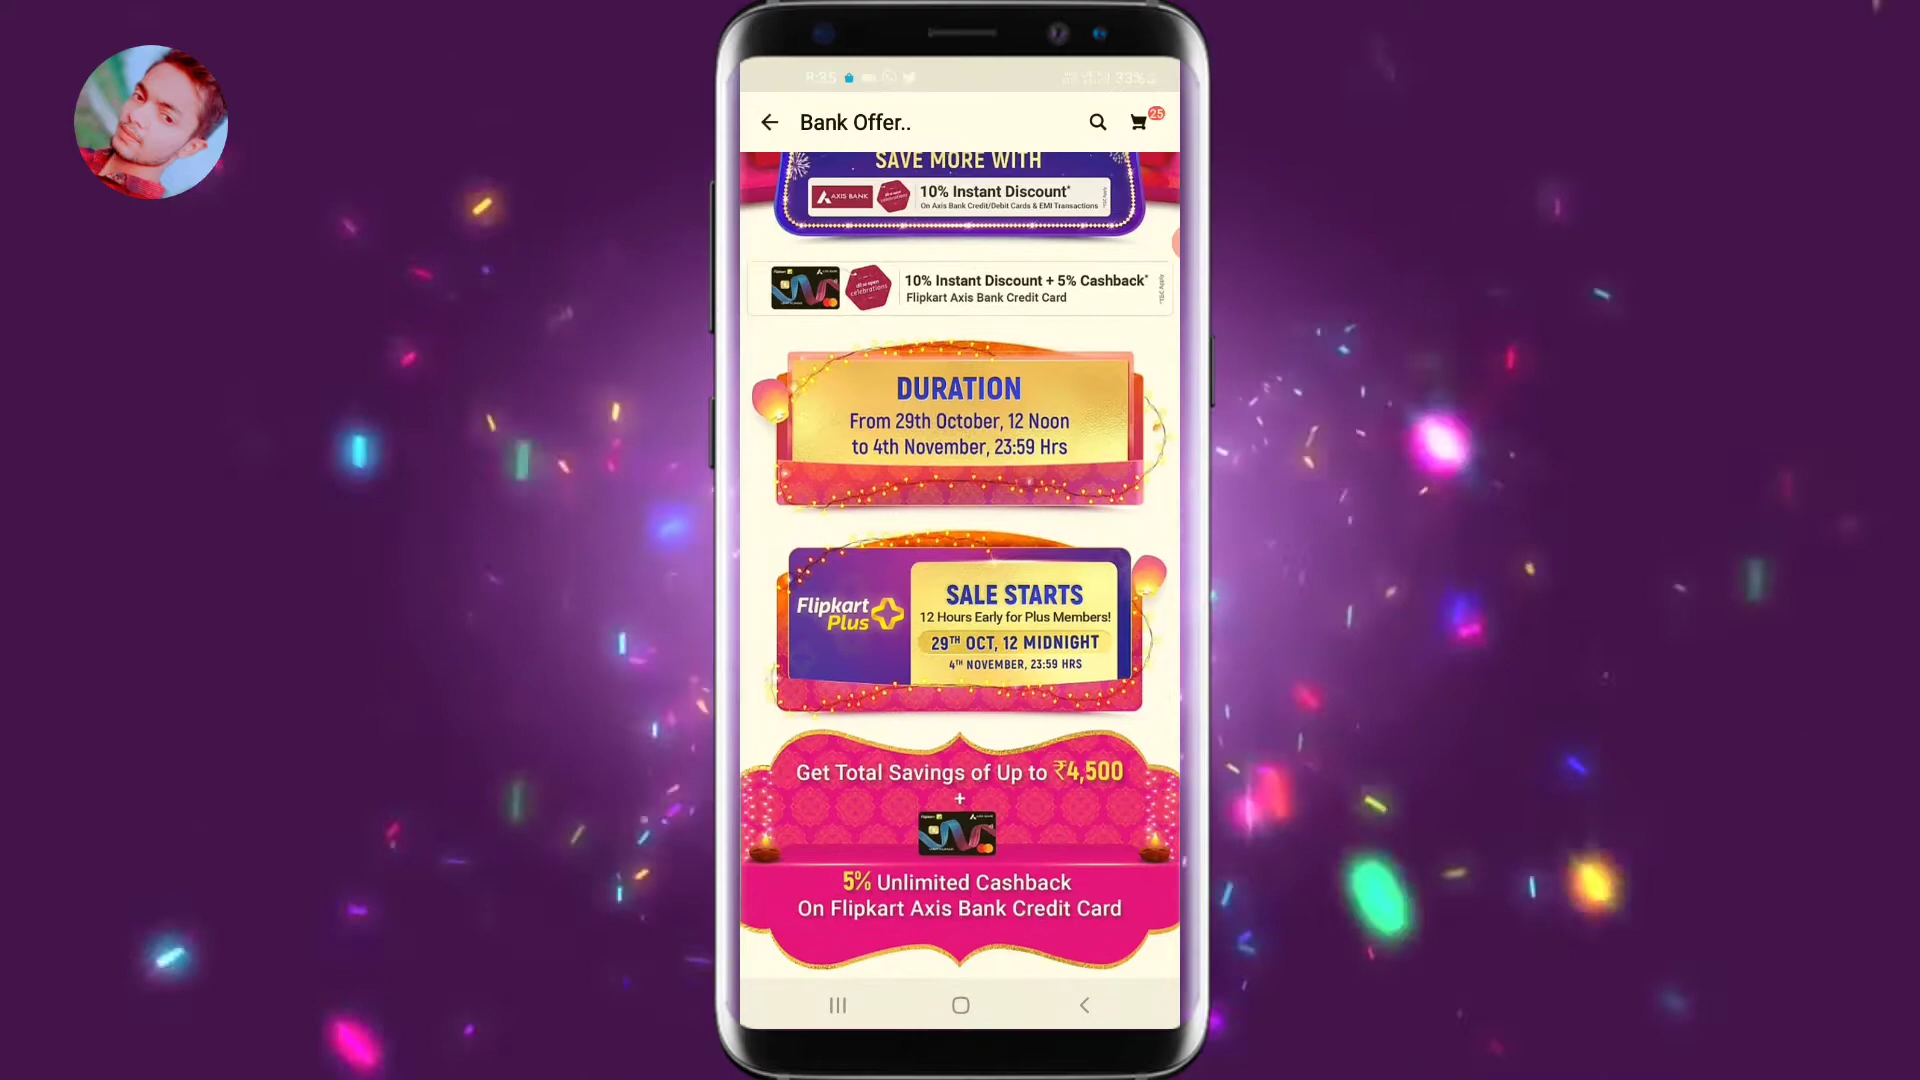 8:35 33%
Bank Offer..
25
SAVE MORE WITH
AXIS BANK
10% Instant Discount*
On Axis Bank Credit/Debit Cards & EMI Transactions
10% Instant Discount + 5% Cashback*
Flipkart Axis Bank Credit Card
DURATION
From 29th October, 12 Noon
to 4th November, 23:59 Hrs
Flipkart
Plus
SALE STARTS
12 Hours Early for Plus Members!
29TH OCT, 12 MIDNIGHT
4TH NOVEMBER, 23:59 HRS
Get Total Savings of Up to ₹4,500
+
5% Unlimited Cashback
On Flipkart Axis Bank Credit Card